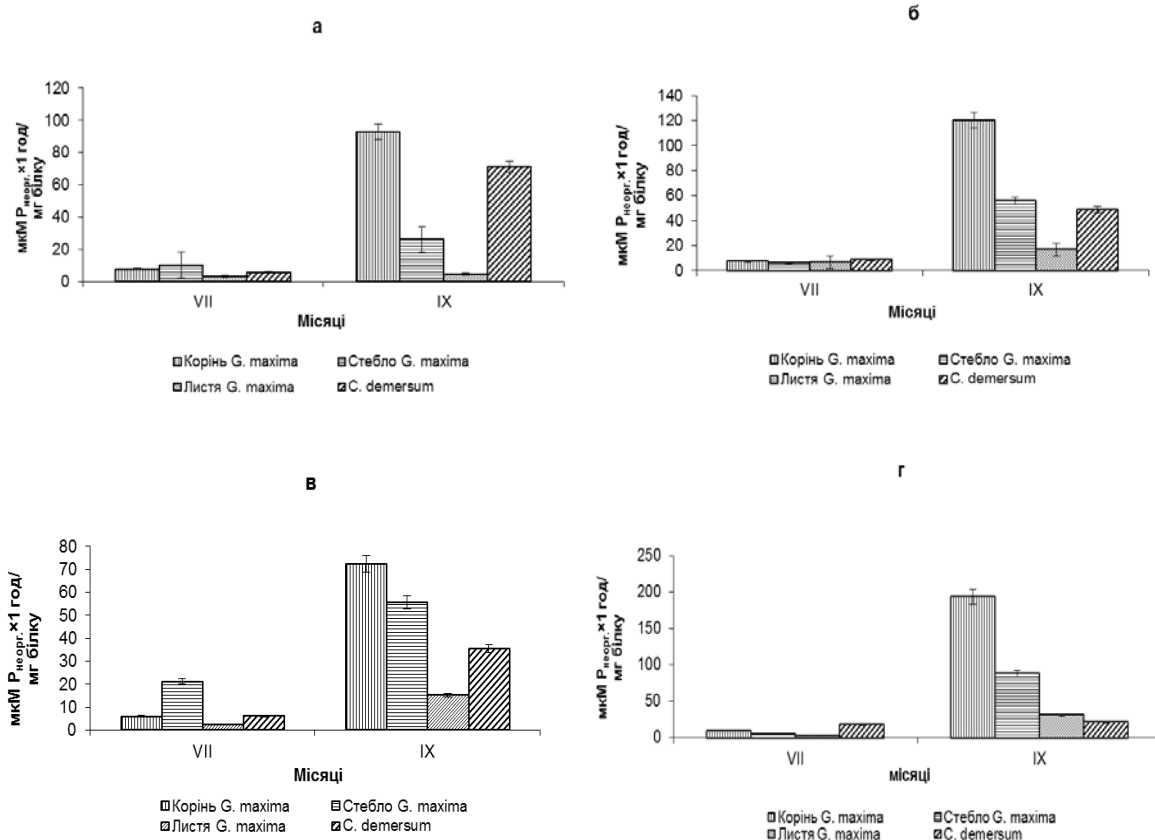 а
мкМ Рнеорг.×1 год/
мг білку
120
100
80
60
40
20
0
VII
IX
Місяці
Корінь G. maxima
Стебло G. maxima
Листя G. maxima
C. demersum
б
мкМ Рнеорг.×1 год/
мг білку
140
120
100
80
60
40
20
0
VII
IX
Місяці
Корінь G. maxima
Стебло G. maxima
Листя G. maxima
C. demersum
в
мкМ Рнеорг.×1 год/
мг білку
80
70
60
50
40
30
20
10
0
VII
IX
Місяці
Корінь G. maxima
Стебло G. maxima
Листя G. maxima
C. demersum
г
мкМ Рнеорг.×1 год/
мг білку
250
200
150
100
50
0
VII
IX
місяці
Корінь G. maxima
Стебло G. maxima
Листя G. maxima
C. demersum